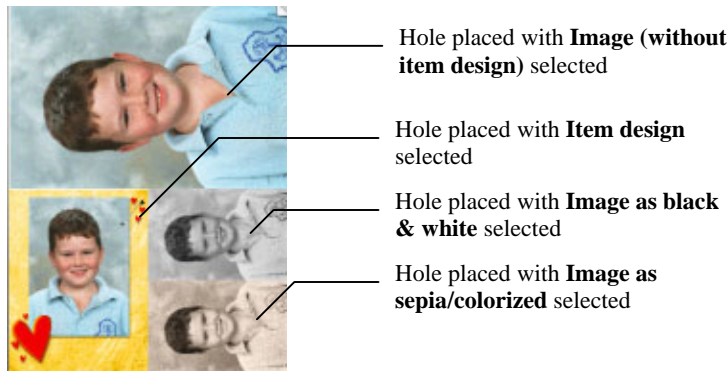 Hole placed with Image (without
item design) selected
Hole placed with Item design
selected
Hole placed with Image as black
& white selected
Hole placed with Image as
sepia/colorized selected